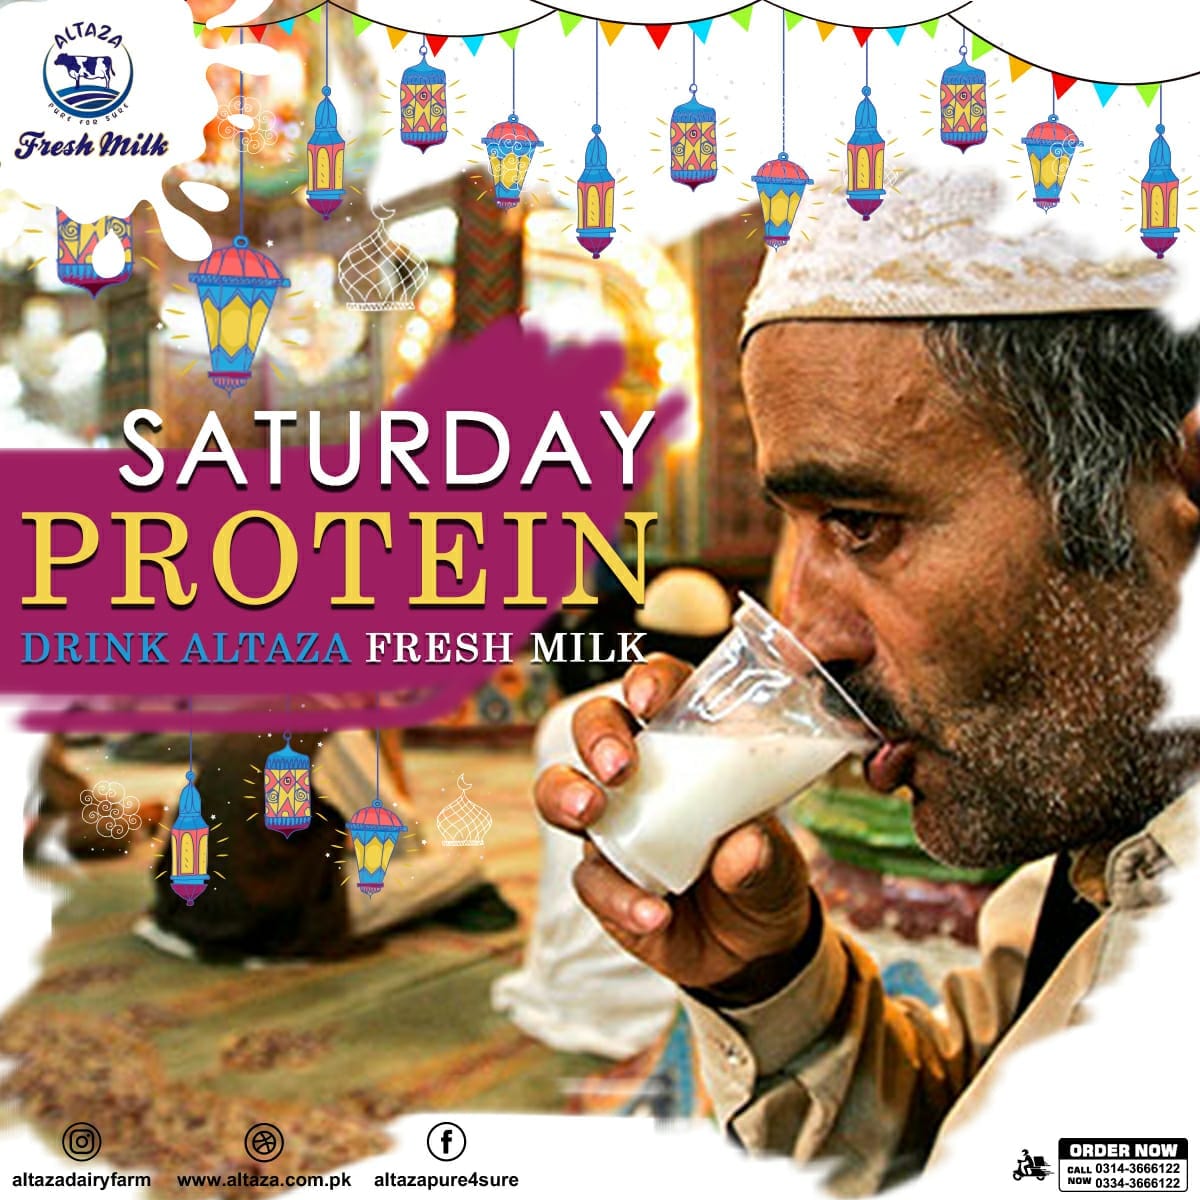 ALTAZA
PURE FOR SURE
Fresh Milk
SATURDAY
PROTEIN
DRINK ALTAZA FRESH MILK
altazadairyfarm
www.altaza.com.pk
altazapure4sure
ORDER NOW
CALL NOW 0314-3666122
0334-3666122